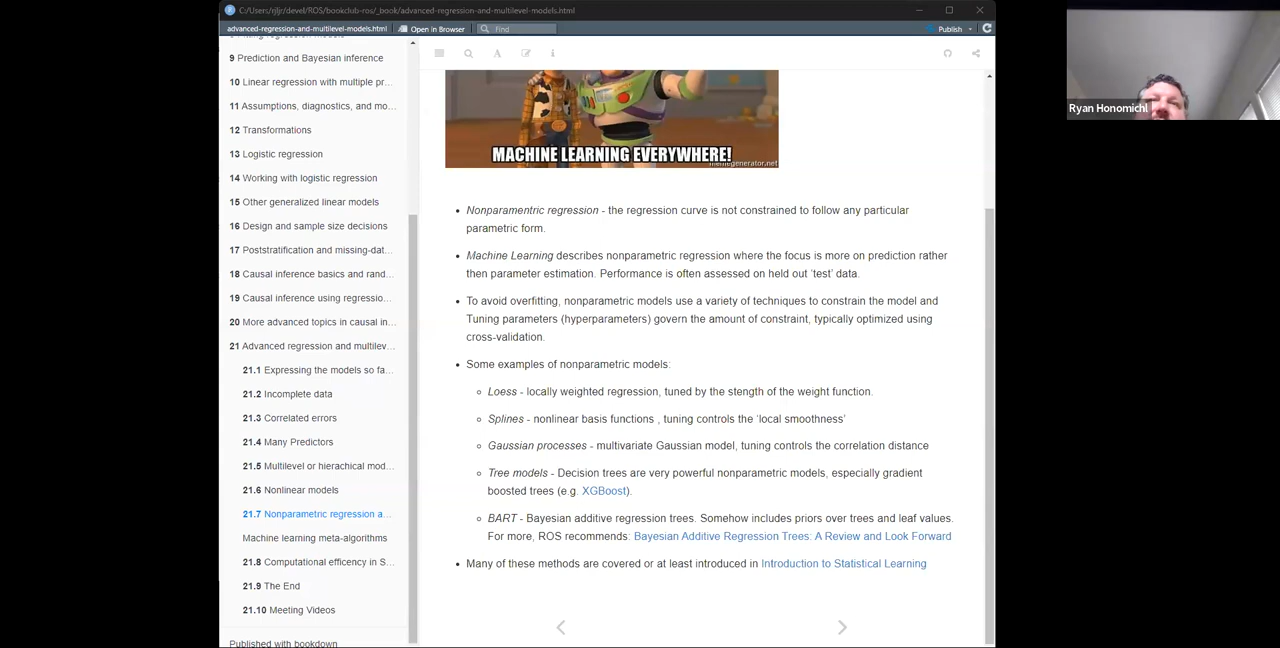 C:/Users/rjljr/devel/ROS/bookclub-ros/_book/advanced-regression-and-multilevel-models.html
advanced-regression-and-multilevel-models.html
Open in Browser
Find
Publish
9 Prediction and Bayesian inference
10 Linear regression with multiple pr…
11 Assumptions, diagnostics, and mo…
12 Transformations
13 Logistic regression
14 Working with logistic regression
15 Other generalized linear models
16 Design and sample size decisions
17 Poststratification and missing-dat…
18 Causal inference basics and rand…
19 Causal inference using regressio…
20 More advanced topics in causal in…
21 Advanced regression and multilev…
21.1 Expressing the models so fa…
21.2 Incomplete data
21.3 Correlated errors
21.4 Many Predictors
21.5 Multilevel or hierachical mod…
21.6 Nonlinear models
21.7 Nonparametric regression a…
Machine learning meta-algorithms
21.8 Computational efficency in S…
21.9 The End
21.10 Meeting Videos
Published with bookdown
MACHINE LEARNING EVERYWHERE!
memegenerator.net
• Nonparamentric regression - the regression curve is not constrained to follow any particular
parametric form.
• Machine Learning describes nonparametric regression where the focus is more on prediction rather
then parameter estimation. Performance is often assessed on held out ‘test’ data.
• To avoid overfitting, nonparametric models use a variety of techniques to constrain the model and
Tuning parameters (hyperparameters) govern the amount of constraint, typically optimized using
cross-validation.
• Some examples of nonparametric models:
◦ Loess - locally weighted regression, tuned by the stength of the weight function.
◦ Splines - nonlinear basis functions , tuning controls the ‘local smoothness’
◦ Gaussian processes - multivariate Gaussian model, tuning controls the correlation distance
◦ Tree models - Decision trees are very powerful nonparametric models, especially gradient
boosted trees (e.g. XGBoost).
◦ BART - Bayesian additive regression trees. Somehow includes priors over trees and leaf values.
For more, ROS recommends: Bayesian Additive Regression Trees: A Review and Look Forward
• Many of these methods are covered or at least introduced in Introduction to Statistical Learning
Ryan Honomichl